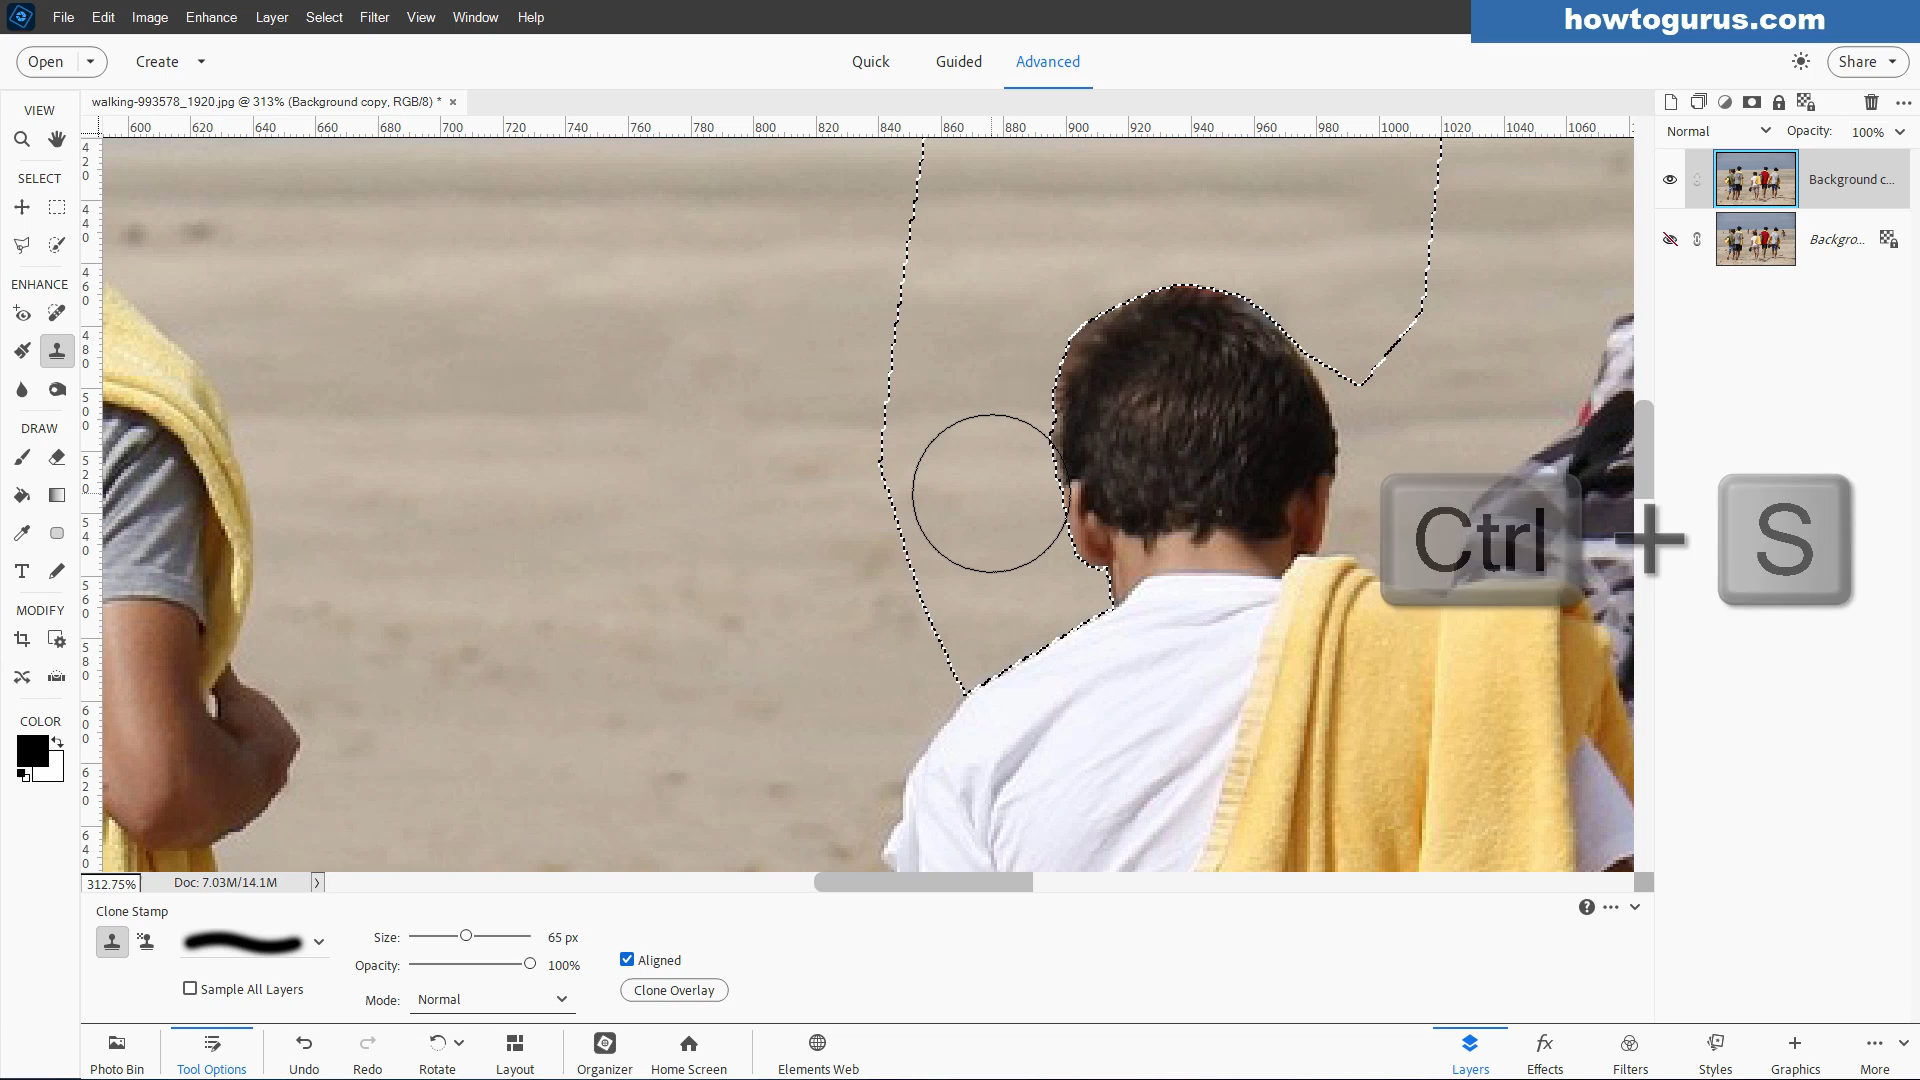 File Edit Image Enhance Layer Select Filter View Window Help
howtogurus.com
Open Create Quick Guided Advanced Share
VIEW
walking-993578_1920.jpg @ 313% (Background copy, RGB/8) * ×
600 620 640 660 680 700 720 740 760 780 800 820 840 860 880 900 920 940 960 980 1000 1020 1040 1060
Normal Opacity: 100%
SELECT
Background c...
Backgro...
ENHANCE
DRAW
MODIFY
COLOR
420
440
460
480
500
520
540
560
580
600
620
640
Ctrl + S
312.75% Doc: 7.03M/14.1M
Clone Stamp
Size: 65 px
Opacity: 100%
Aligned
Sample All Layers
Clone Overlay
Mode: Normal
Photo Bin Tool Options Undo Redo Rotate Layout Organizer Home Screen Elements Web Layers Effects Filters Styles Graphics More